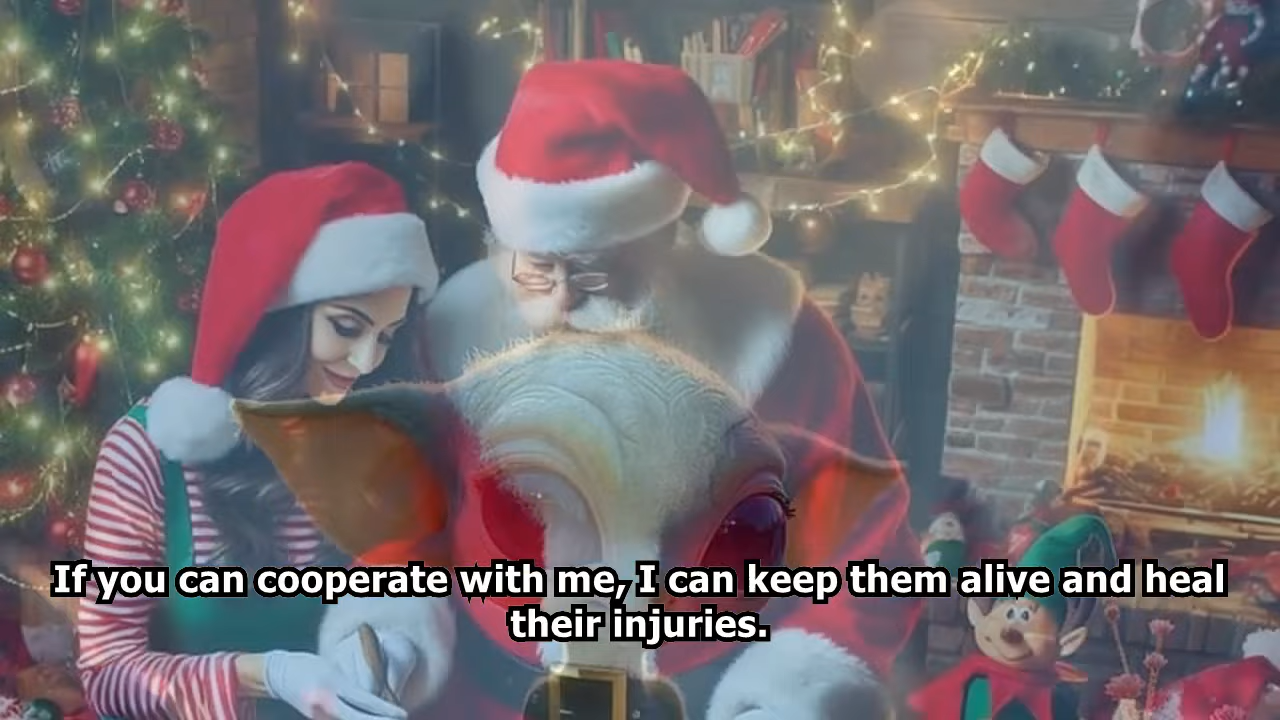 If you can cooperate with me, I can keep them alive and heal
their injuries.